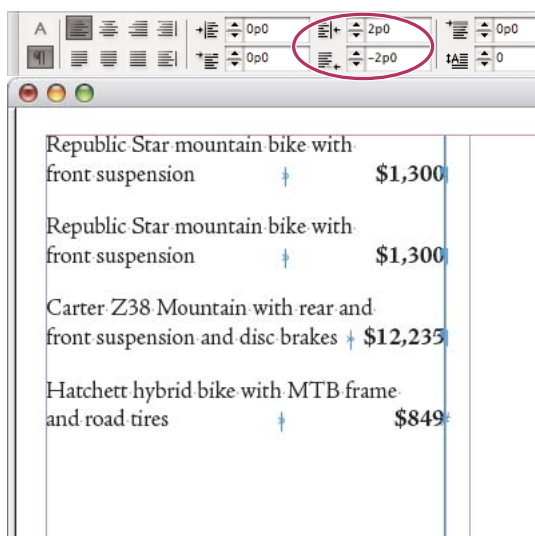 A 0p0 2p0 0p0
¶ 0p0 -2p0 A 0
Republic Star mountain bike with
front suspension $1,300
Republic Star mountain bike with
front suspension $1,300
Carter Z38 Mountain with rear and
front suspension and disc brakes $12,235
Hatchett hybrid bike with MTB frame
and road tires $849